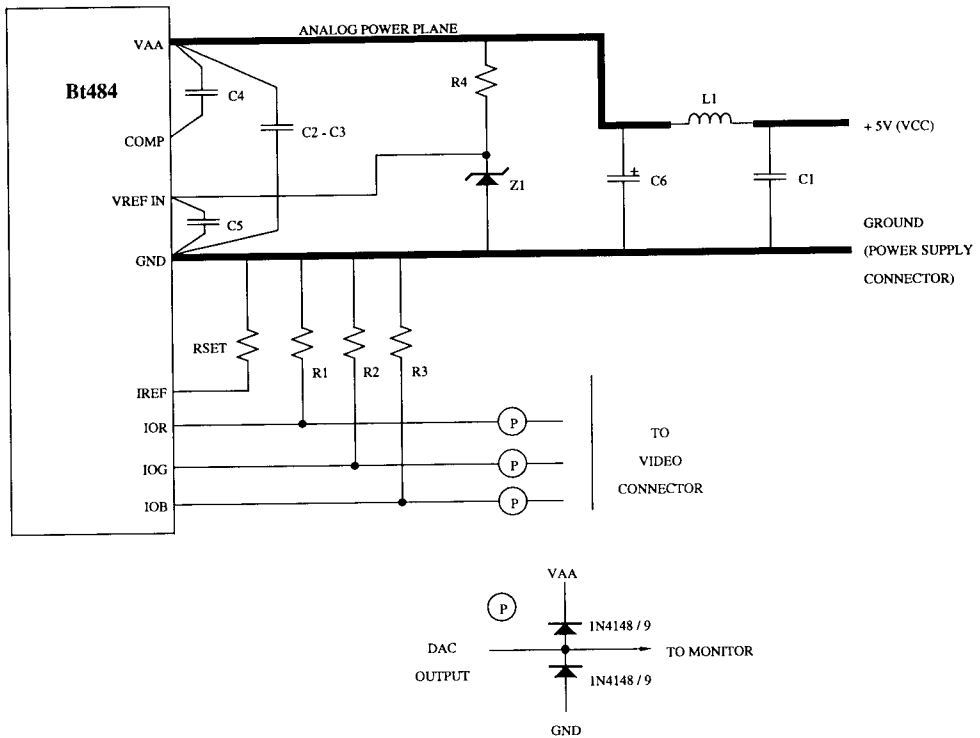 ANALOG POWER PLANE
VAA
Bt484
C4
R4
L1
+ 5V (VCC)
C2 - C3
COMP
+
Z1
C6
C1
VREF IN
C5
GROUND
(POWER SUPPLY
CONNECTOR)
GND
RSET
R1
R2
R3
IREF
IOR
P
TO
VIDEO
CONNECTOR
IOG
P
IOB
P
VAA
P
1N4148 / 9
DAC
OUTPUT
TO MONITOR
1N4148 / 9
GND